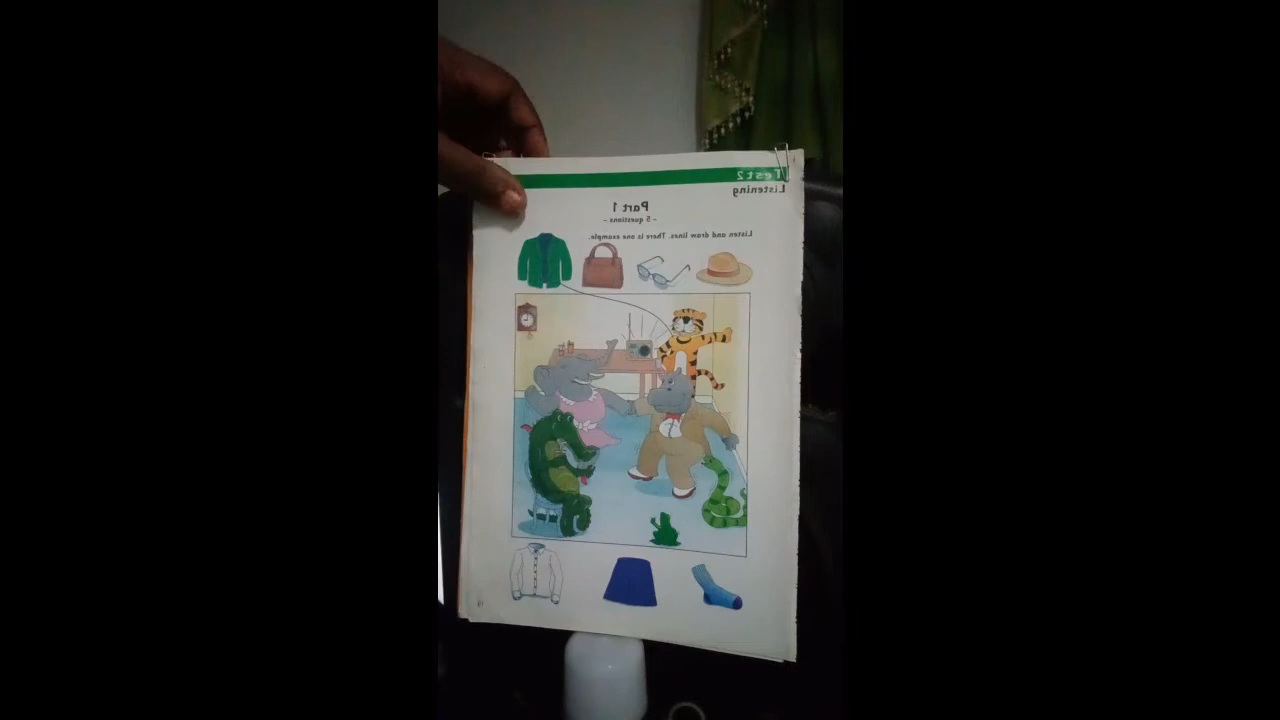 Test 2
Listening
Part 1
– 5 questions –
Listen and draw lines. There is one example.